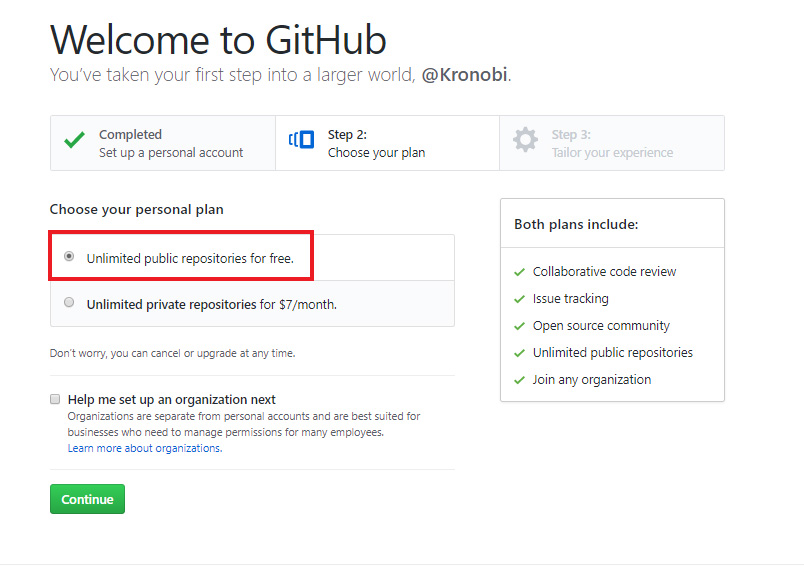 Welcome to GitHub
You’ve taken your first step into a larger world, @Kronobi.
Completed
Set up a personal account
Step 2:
Choose your plan
Step 3:
Tailor your experience
Choose your personal plan
Unlimited public repositories for free.
Unlimited private repositories for $7/month.
Don’t worry, you can cancel or upgrade at any time.
Help me set up an organization next
Organizations are separate from personal accounts and are best suited for
businesses who need to manage permissions for many employees.
Learn more about organizations.
Continue
Both plans include:
Collaborative code review
Issue tracking
Open source community
Unlimited public repositories
Join any organization